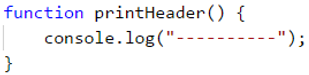 function printHeader() {
    console.log("----------");
}